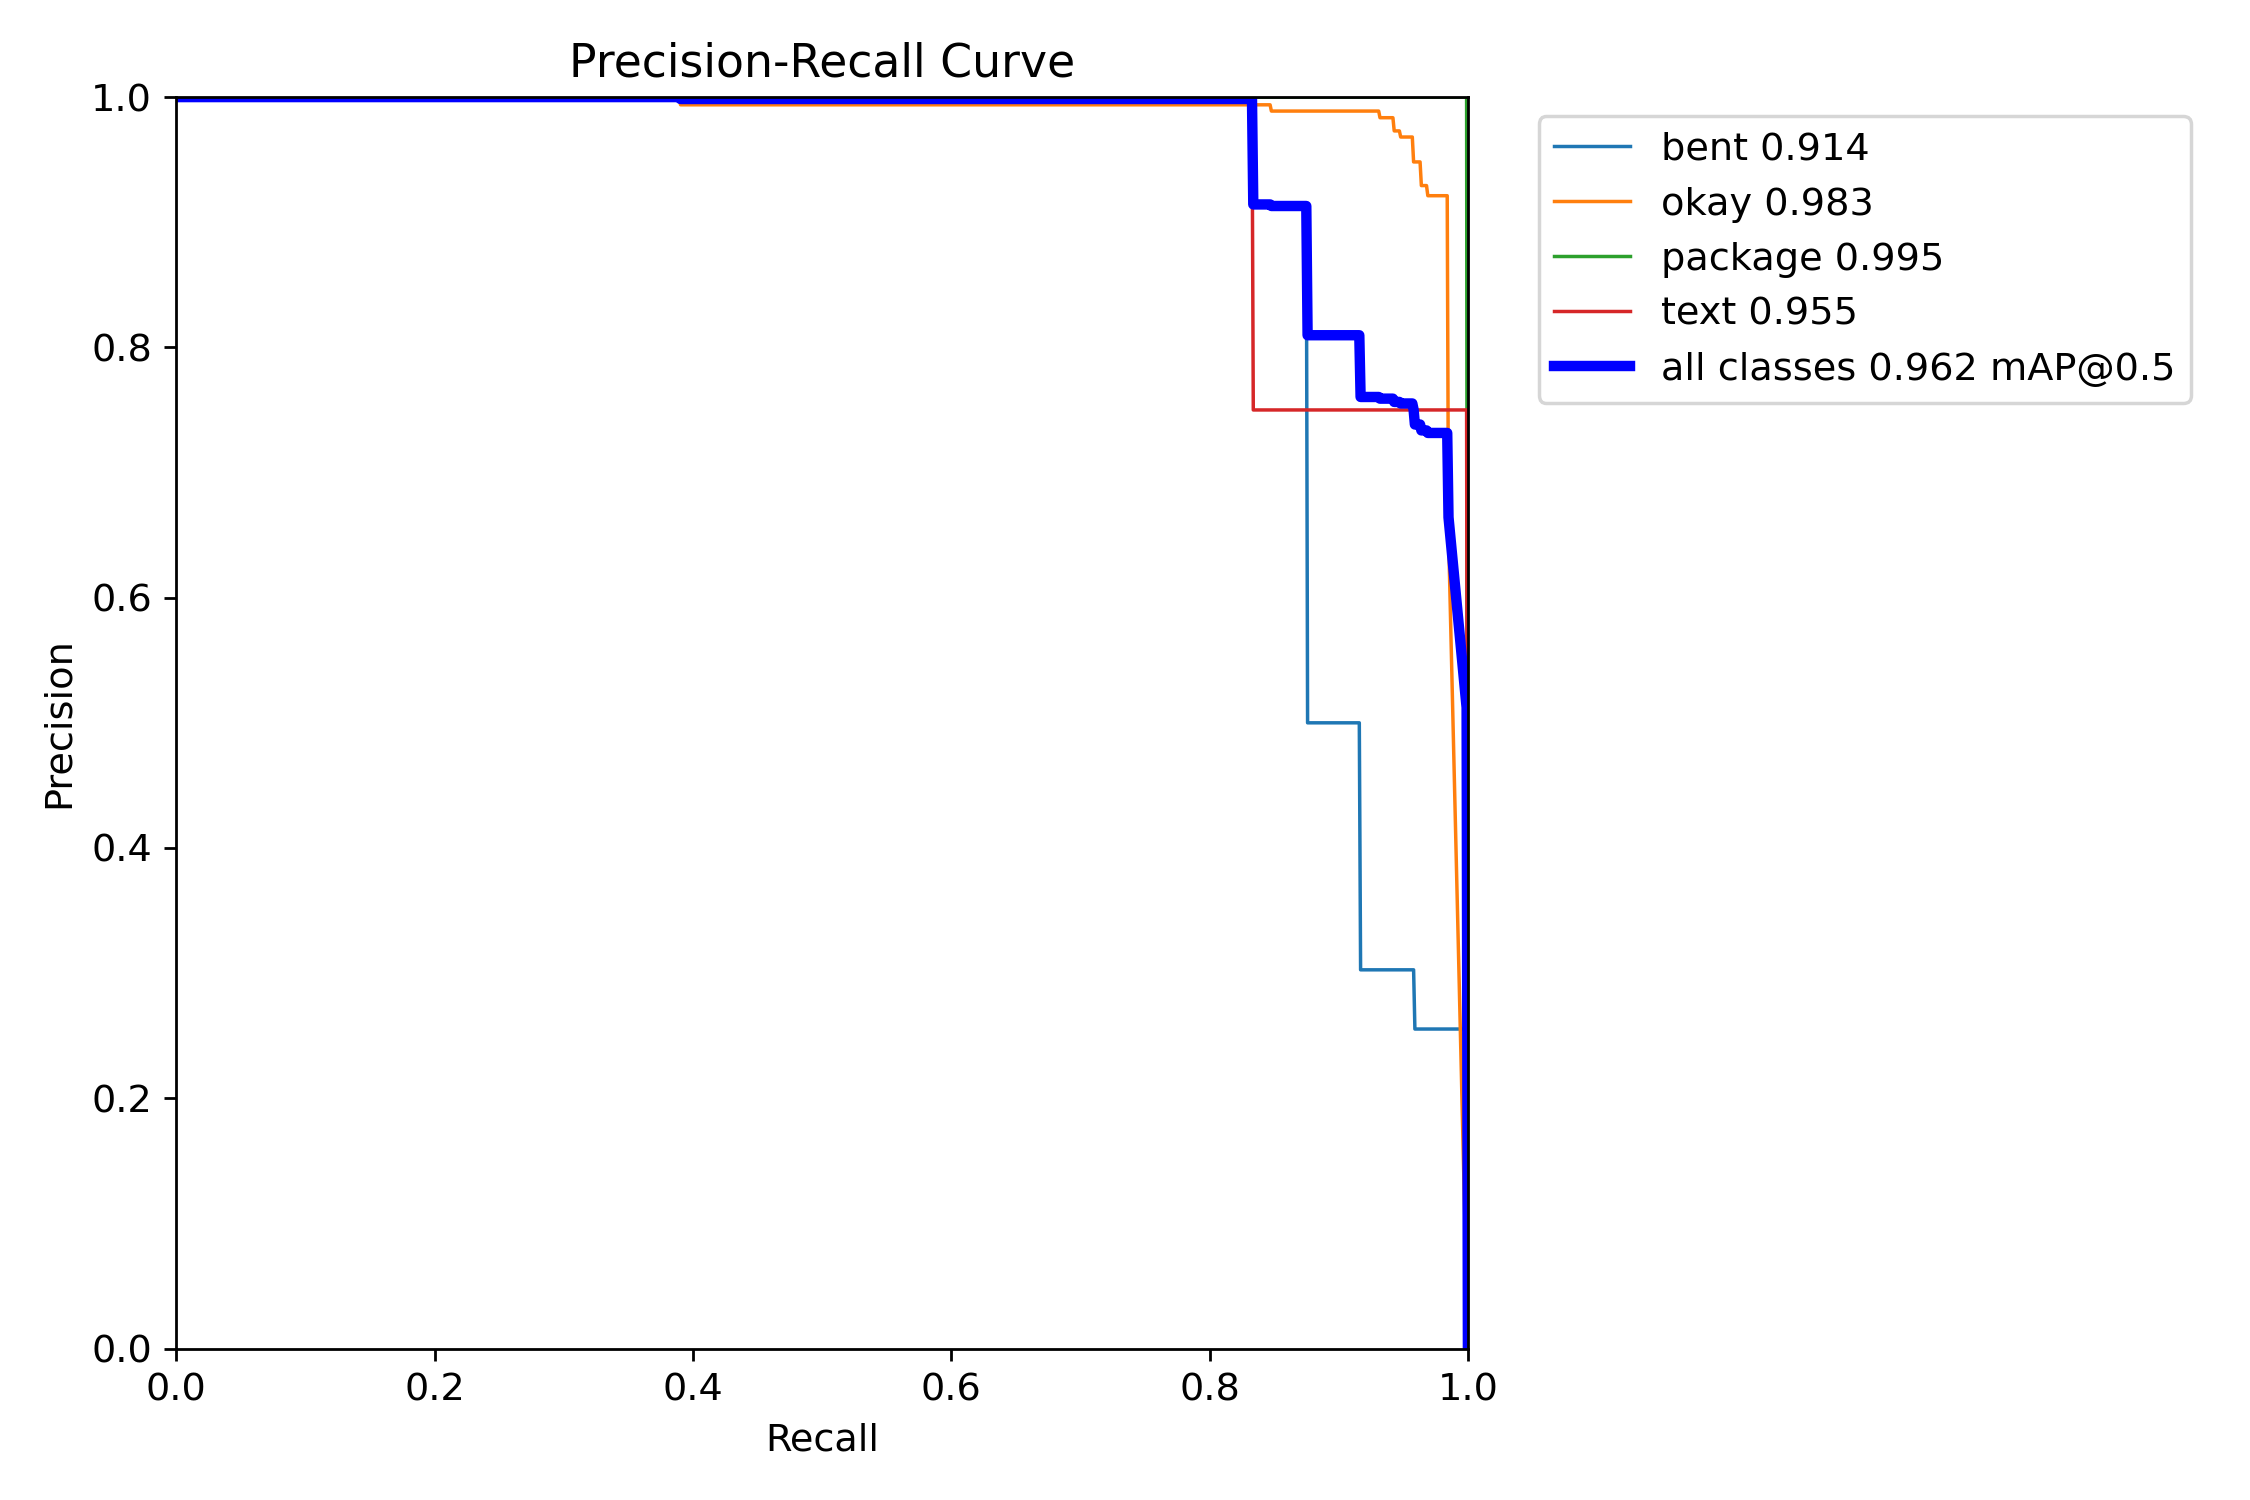 Precision-Recall Curve
1.0
0.8
0.6
0.4
0.2
0.0
Precision
0.0 0.2 0.4 0.6 0.8 1.0
Recall
bent 0.914
okay 0.983
package 0.995
text 0.955
all classes 0.962 mAP@0.5